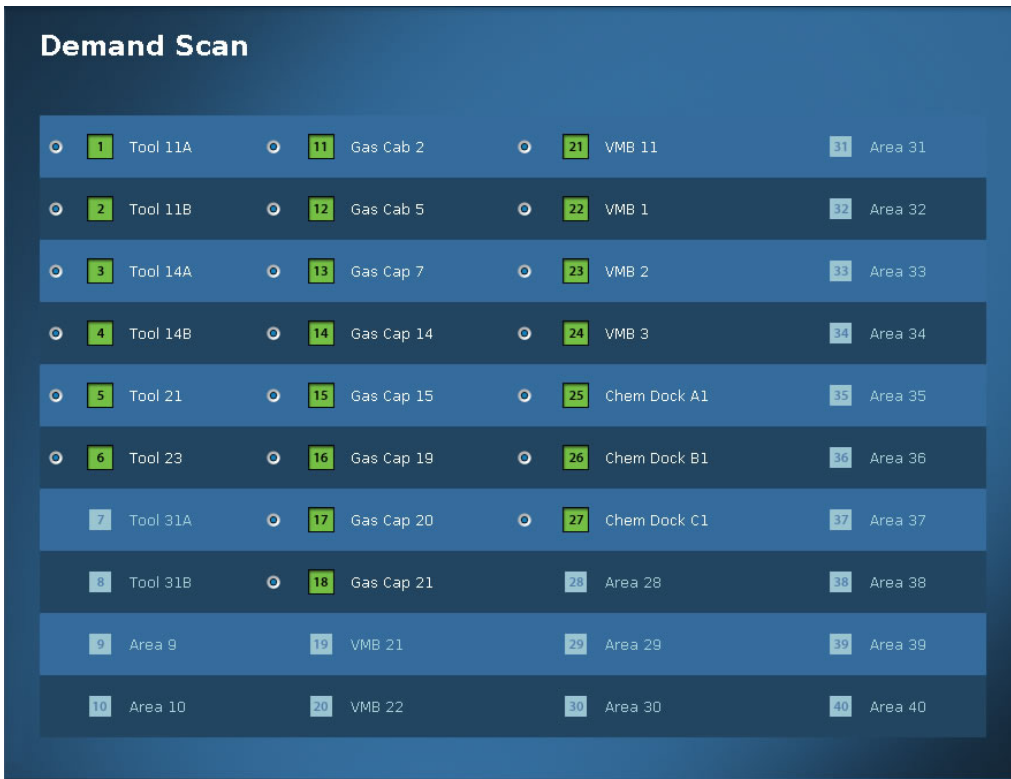 Demand Scan
1 Tool 11A 11 Gas Cab 2 21 VMB 11 31 Area 31
2 Tool 11B 12 Gas Cab 5 22 VMB 1 32 Area 32
3 Tool 14A 13 Gas Cap 7 23 VMB 2 33 Area 33
4 Tool 14B 14 Gas Cap 14 24 VMB 3 34 Area 34
5 Tool 21 15 Gas Cap 15 25 Chem Dock A1 35 Area 35
6 Tool 23 16 Gas Cap 19 26 Chem Dock B1 36 Area 36
7 Tool 31A 17 Gas Cap 20 27 Chem Dock C1 37 Area 37
8 Tool 31B 18 Gas Cap 21 28 Area 28 38 Area 38
9 Area 9 19 VMB 21 29 Area 29 39 Area 39
10 Area 10 20 VMB 22 30 Area 30 40 Area 40